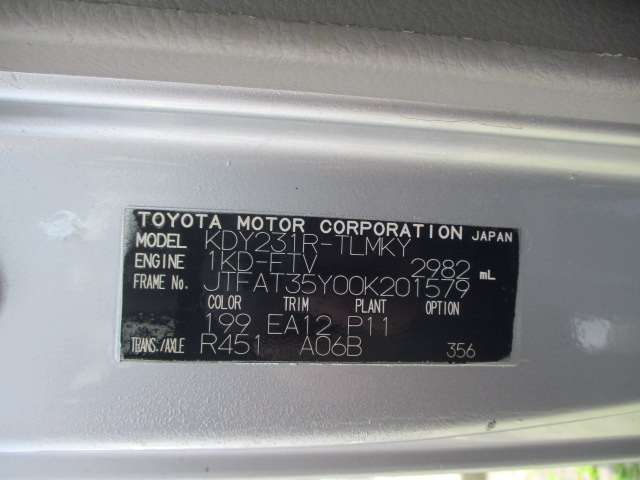 TOYOTA MOTOR CORPORATION JAPAN
MODEL KDY231R-TLMKY
ENGINE 1KD-FTV 2982 mL
FRAME No. JTFAT35Y00K201579
COLOR TRIM PLANT OPTION
199 EA12 P11
TRANS./AXLE R451 A06B 356